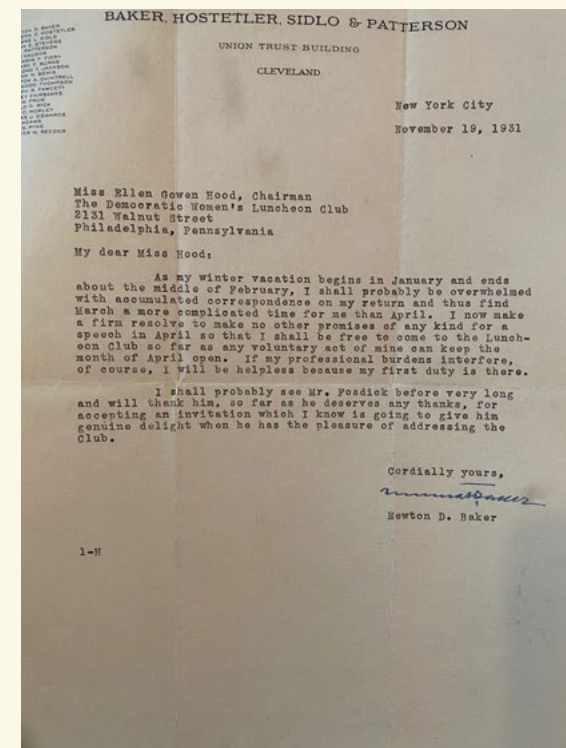 BAKER, HOSTETLER, SIDLO & PATTERSON
UNION TRUST BUILDING
CLEVELAND
New York City
November 19, 1931
Miss Ellen Gowen Hood, Chairman
The Democratic Women's Luncheon Club
2131 Walnut Street
Philadelphia, Pennsylvania
My dear Miss Hood:
As my winter vacation begins in January and ends
about the middle of February, I shall probably be overwhelmed
with accumulated correspondence on my return and thus find
March a more complicated time for me than April. I now make
a firm resolve to make no other promises of any kind for a
speech in April so that I shall be free to come to the Lunch-
eon Club so far as any voluntary act of mine can keep the
month of April open. If my professional burdens interfere,
of course, I will be helpless because my first duty is there.
I shall probably see Mr. Fosdick before very long
and will thank him, so far as he deserves any thanks, for
accepting an invitation which I know is going to give him
genuine delight when he has the pleasure of addressing the
Club.
Cordially yours,
Newton D. Baker
1-H